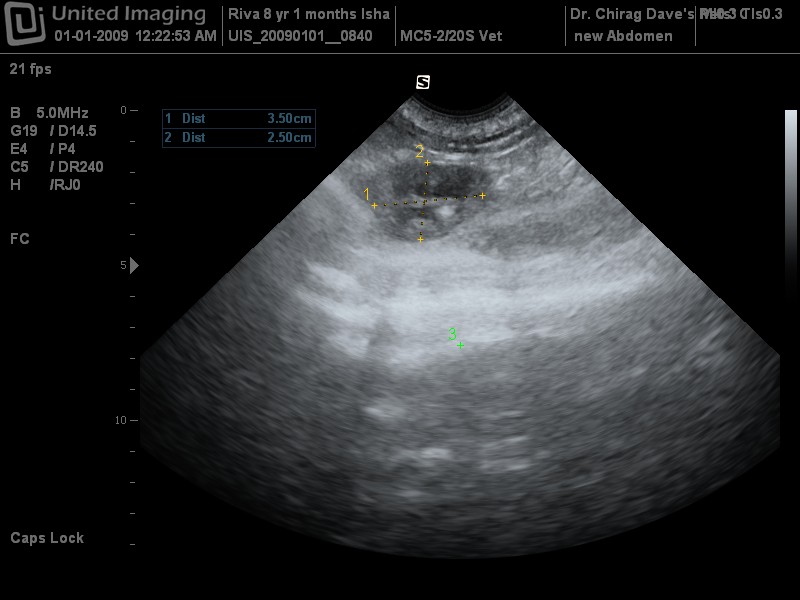 United Imaging
01-01-2009 12:22:53 AM
Riva 8 yr 1 months Isha
UIS_20090101__0840
MC5-2/20S Vet
Dr. Chirag Dave's
TIs0.3
new Abdomen
21 fps
B 5.0MHz
G19 / D14.5
E4 / P4
C5 / DR240
H /RJ0
FC
Caps Lock
1 Dist 3.50cm
2 Dist 2.50cm
S
2
1
3
0
5
10